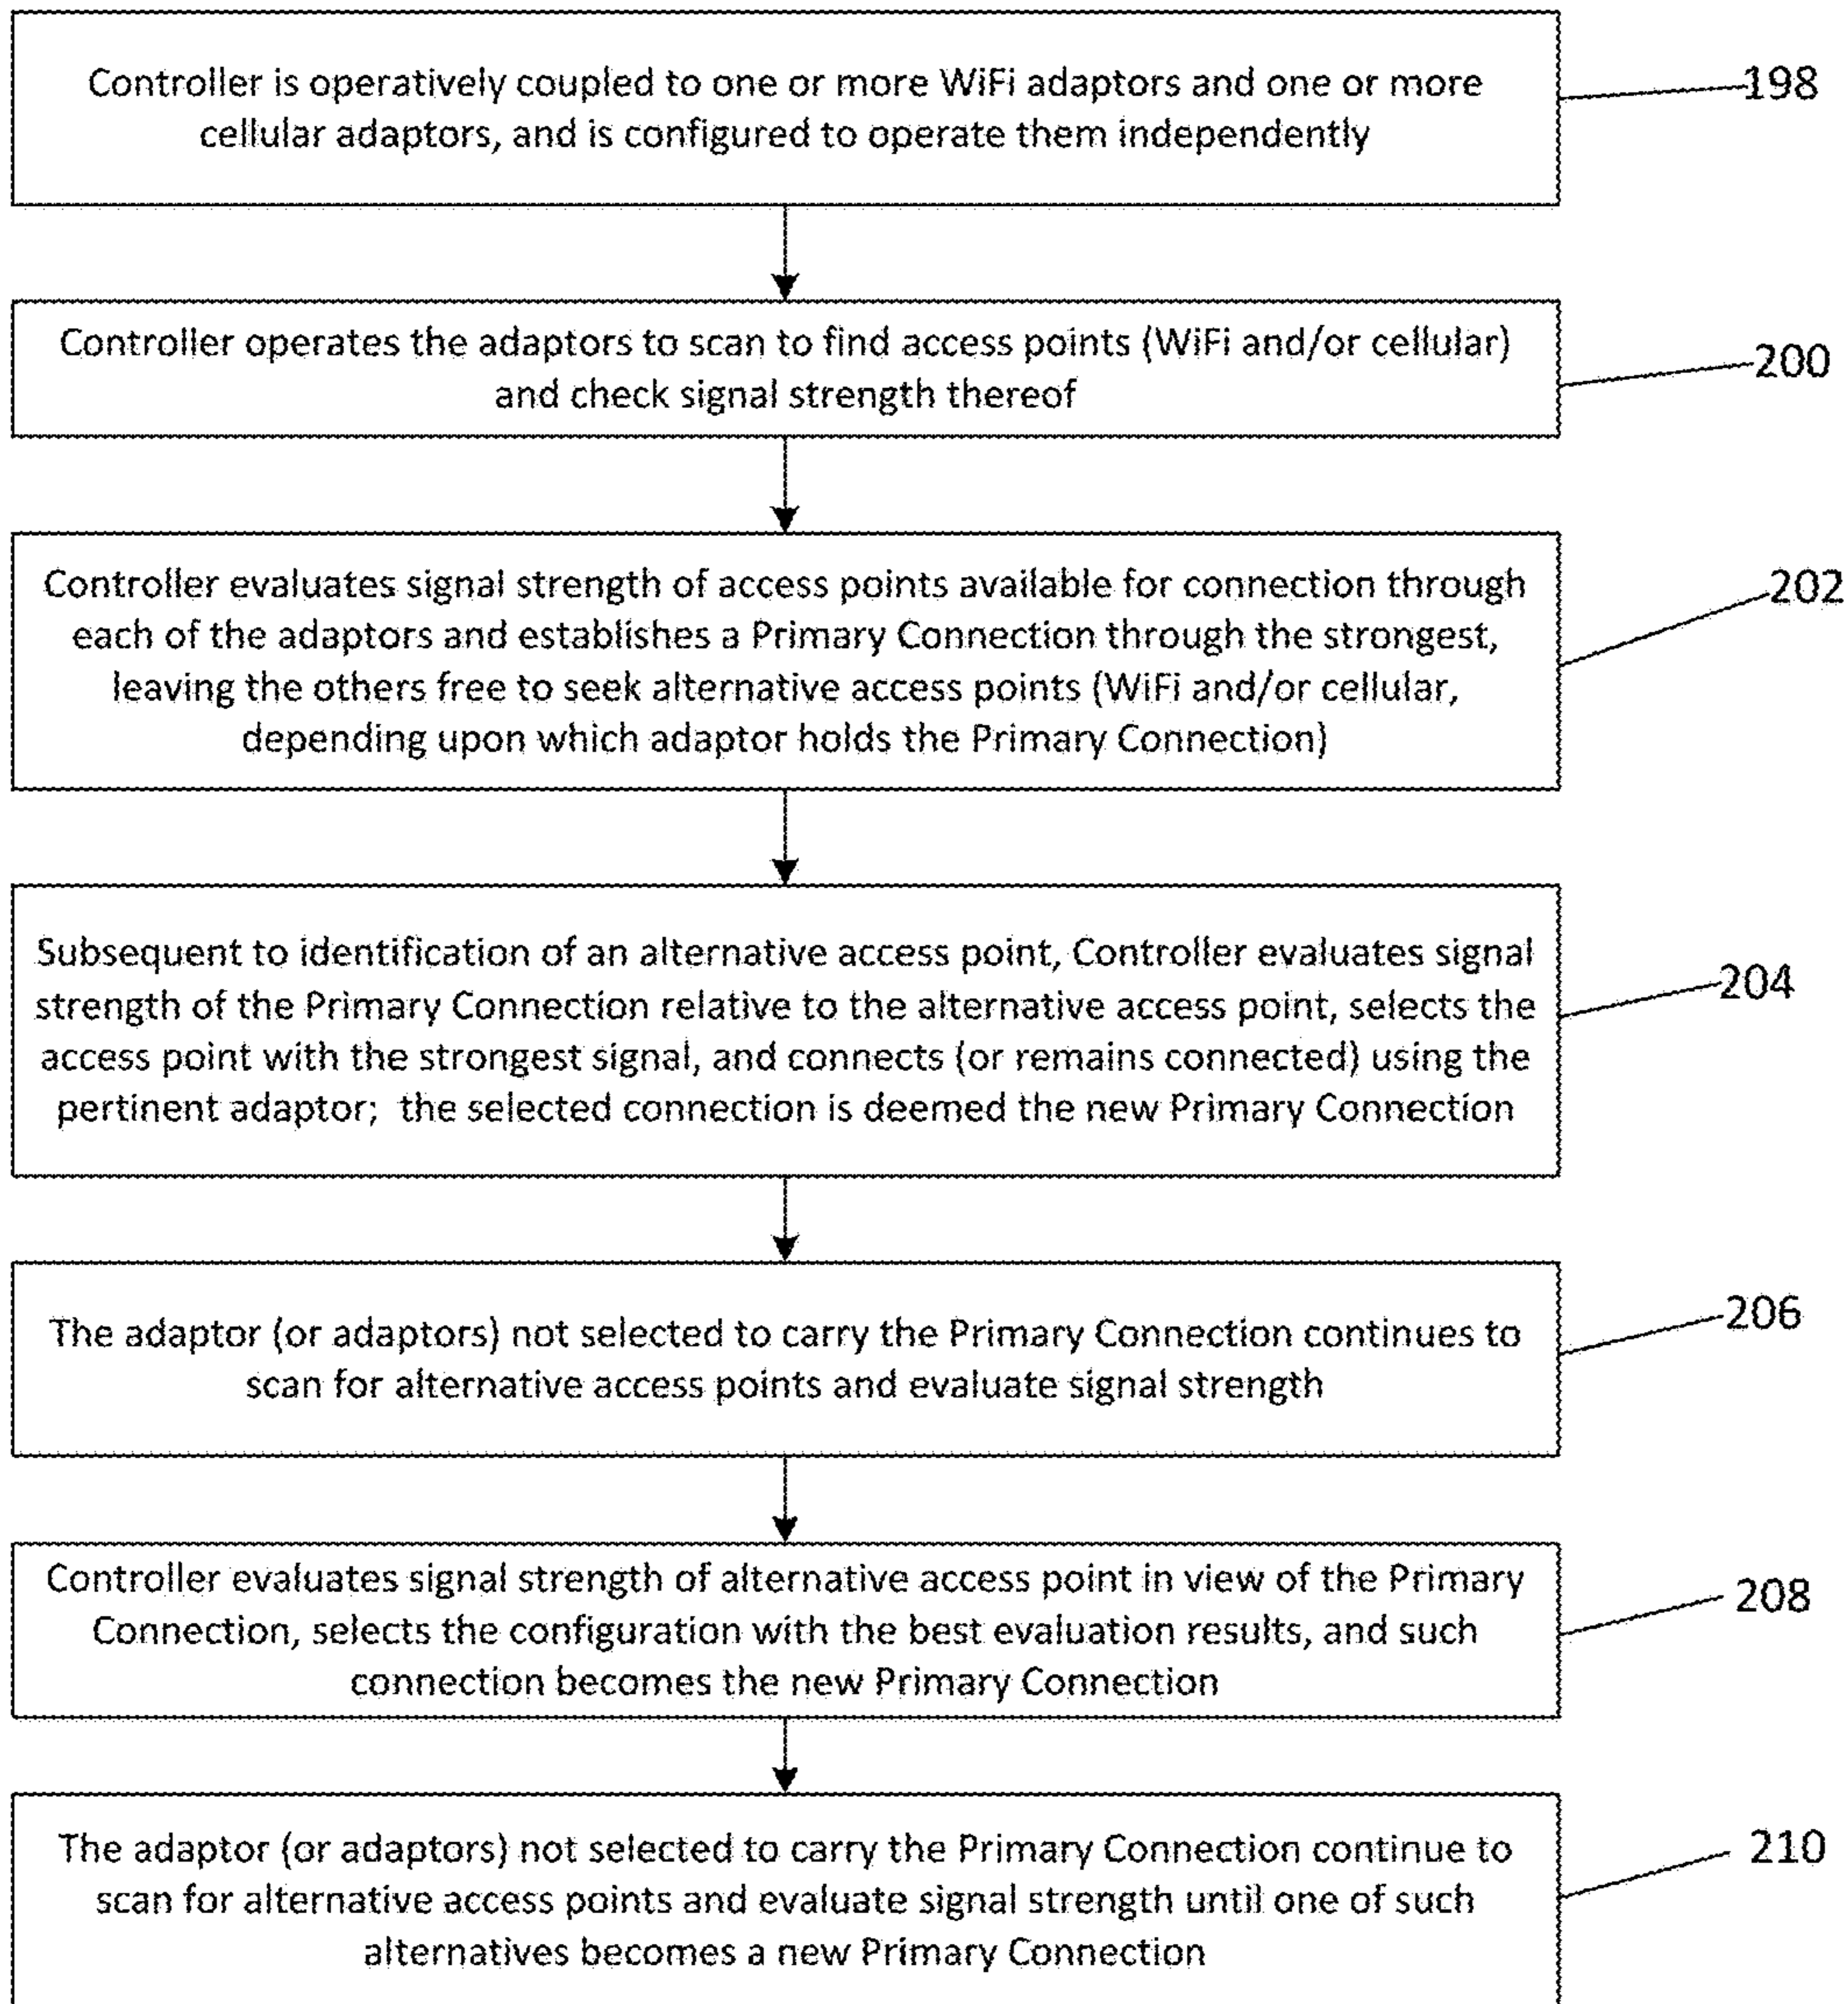 Controller is operatively coupled to one or more WiFi adaptors and one or more
cellular adaptors, and is configured to operate them independently
198
Controller operates the adaptors to scan to find access points (WiFi and/or cellular)
and check signal strength thereof
200
Controller evaluates signal strength of access points available for connection through
each of the adaptors and establishes a Primary Connection through the strongest,
leaving the others free to seek alternative access points (WiFi and/or cellular,
depending upon which adaptor holds the Primary Connection)
202
Subsequent to identification of an alternative access point, Controller evaluates signal
strength of the Primary Connection relative to the alternative access point, selects the
access point with the strongest signal, and connects (or remains connected) using the
pertinent adaptor; the selected connection is deemed the new Primary Connection
204
The adaptor (or adaptors) not selected to carry the Primary Connection continues to
scan for alternative access points and evaluate signal strength
206
Controller evaluates signal strength of alternative access point in view of the Primary
Connection, selects the configuration with the best evaluation results, and such
connection becomes the new Primary Connection
208
The adaptor (or adaptors) not selected to carry the Primary Connection continue to
scan for alternative access points and evaluate signal strength until one of such
alternatives becomes a new Primary Connection
210